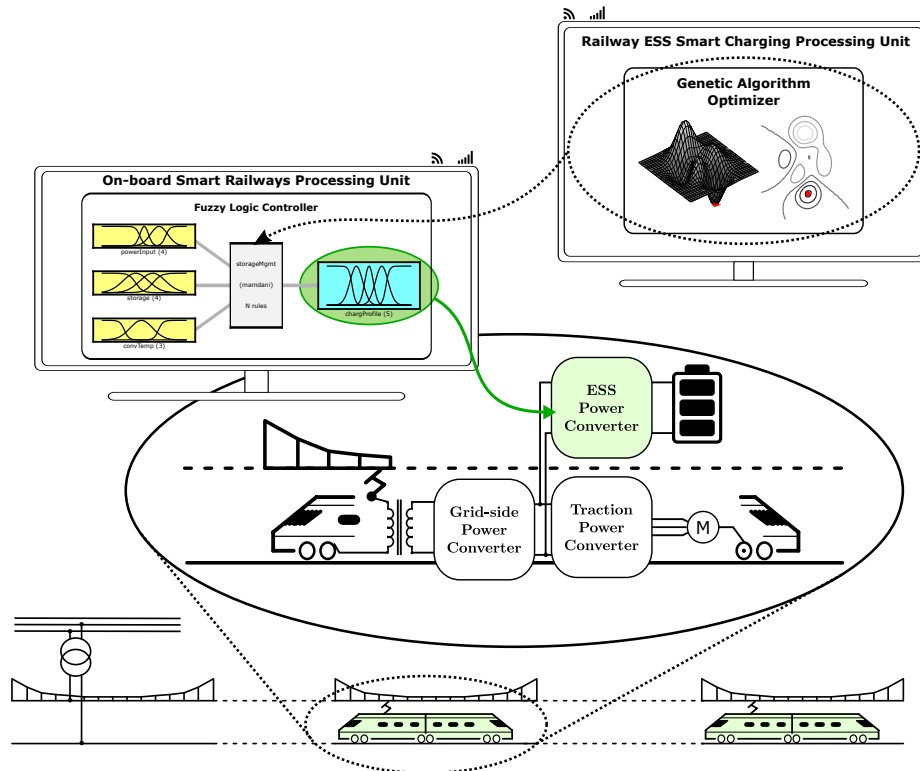 Railway ESS Smart Charging Processing Unit
Genetic Algorithm
Optimizer
On-board Smart Railways Processing Unit
Fuzzy Logic Controller
powerInput (4)
storage (4)
convTemp (3)
storageMgmt
(mamdani)
N rules
chargProfile (5)
ESS
Power
Converter
Grid-side
Power
Converter
Traction
Power
Converter
M